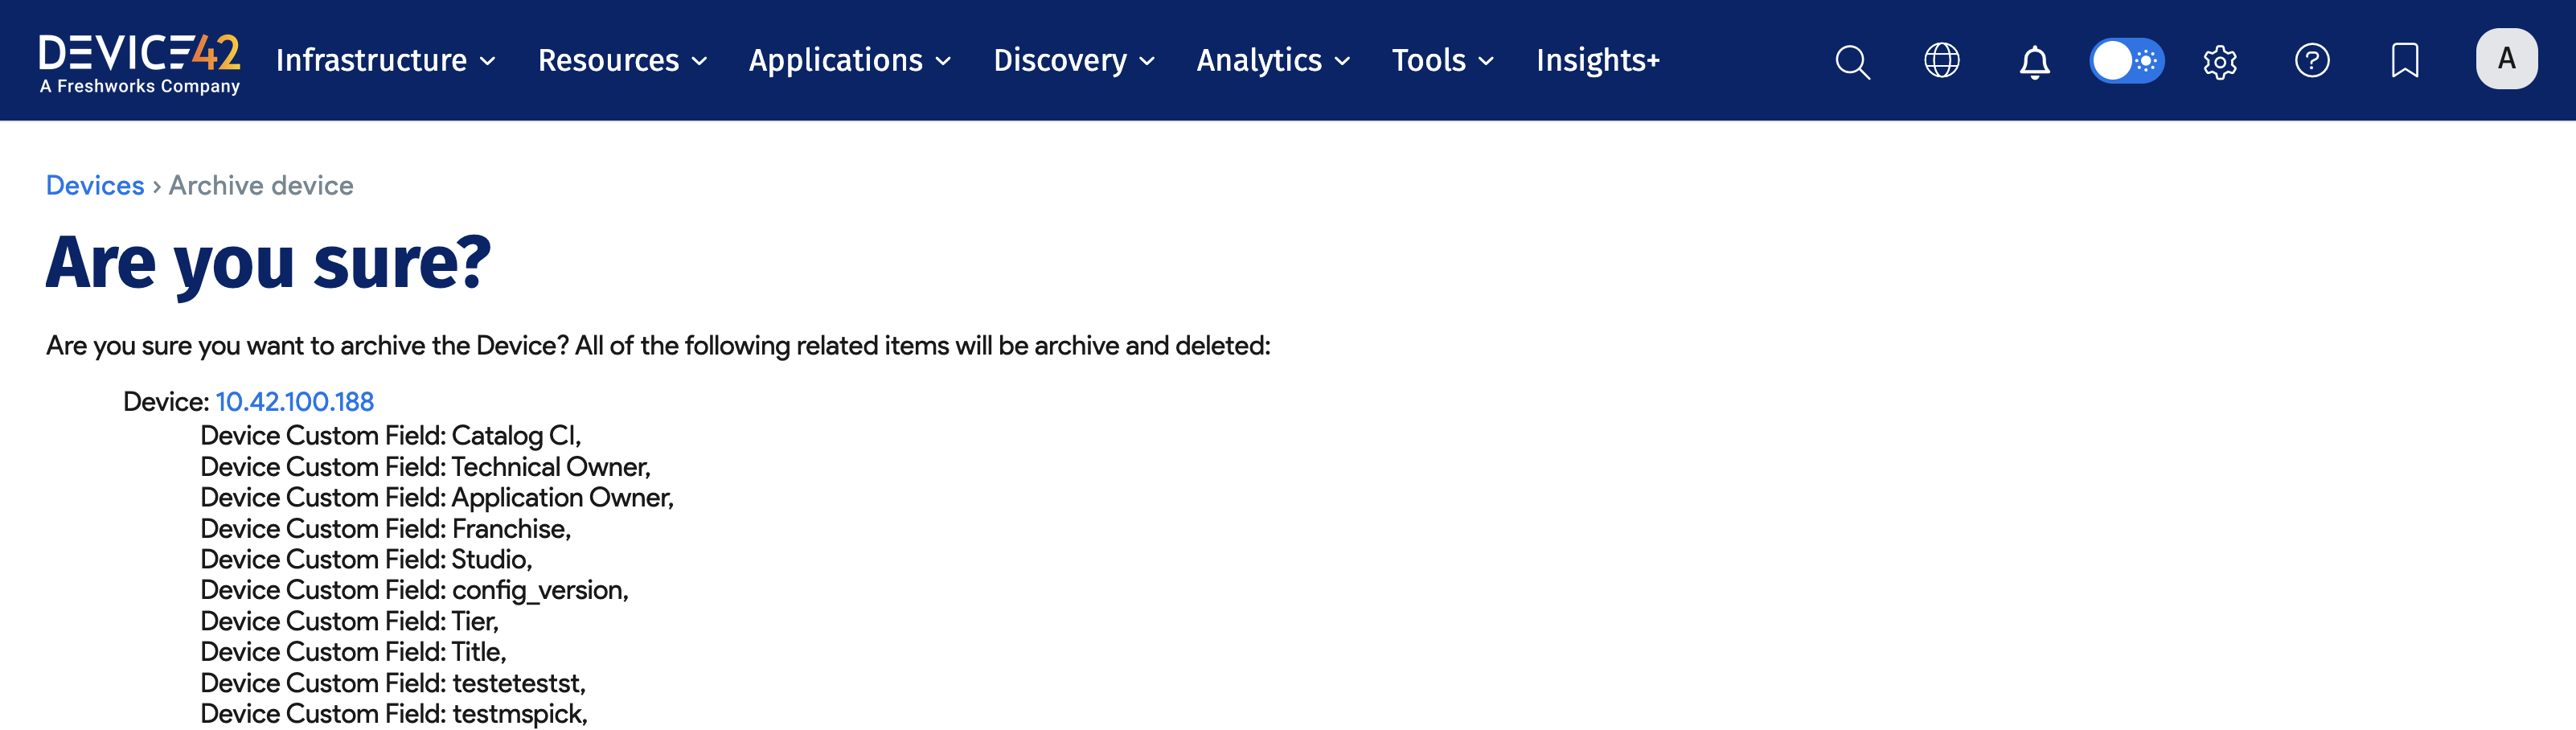 DEVICE42
A Freshworks Company
Infrastructure Resources Applications Discovery Analytics Tools Insights+ A
Devices › Archive device
Are you sure?
Are you sure you want to archive the Device? All of the following related items will be archive and deleted:
Device: 10.42.100.188
Device Custom Field: Catalog CI,
Device Custom Field: Technical Owner,
Device Custom Field: Application Owner,
Device Custom Field: Franchise,
Device Custom Field: Studio,
Device Custom Field: config_version,
Device Custom Field: Tier,
Device Custom Field: Title,
Device Custom Field: testetestst,
Device Custom Field: testmspick,